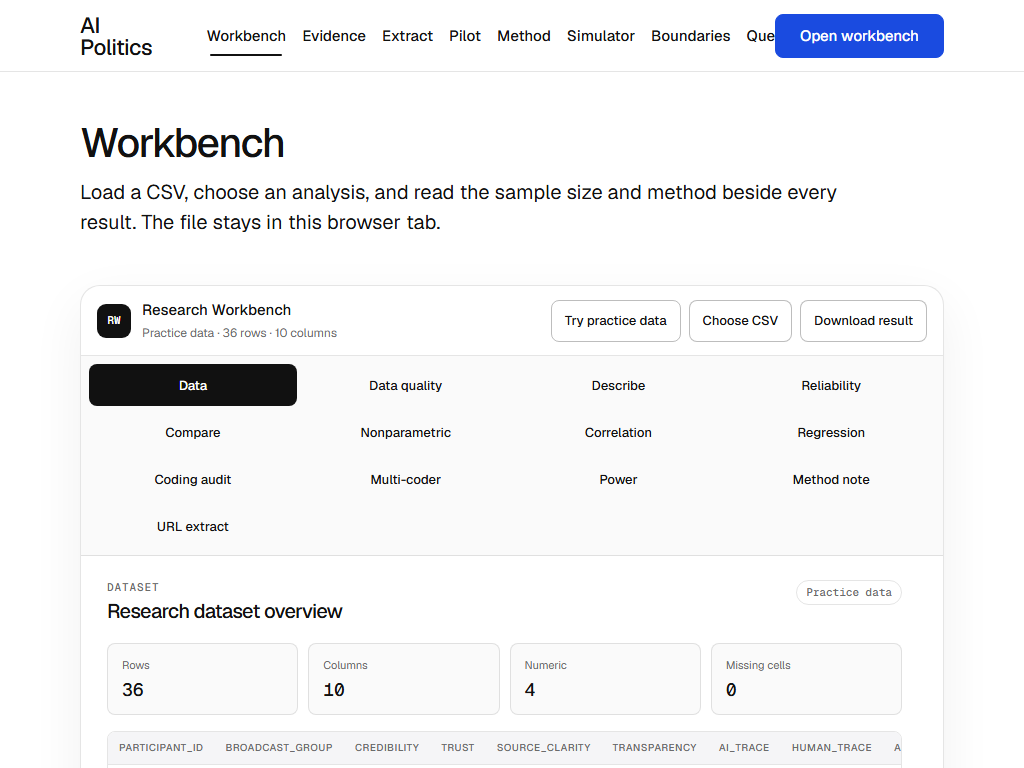 AI
Politics
Workbench Evidence Extract Pilot Method Simulator Boundaries Que Open workbench
Workbench
Load a CSV, choose an analysis, and read the sample size and method beside every
result. The file stays in this browser tab.
RW
Research Workbench
Practice data · 36 rows · 10 columns
Try practice data Choose CSV Download result
Data Data quality Describe Reliability
Compare Nonparametric Correlation Regression
Coding audit Multi-coder Power Method note
URL extract
DATASET
Research dataset overview
Practice data
Rows Columns Numeric Missing cells
36 10 4 0
PARTICIPANT_ID BROADCAST_GROUP CREDIBILITY TRUST SOURCE_CLARITY TRANSPARENCY AI_TRACE HUMAN_TRACE A